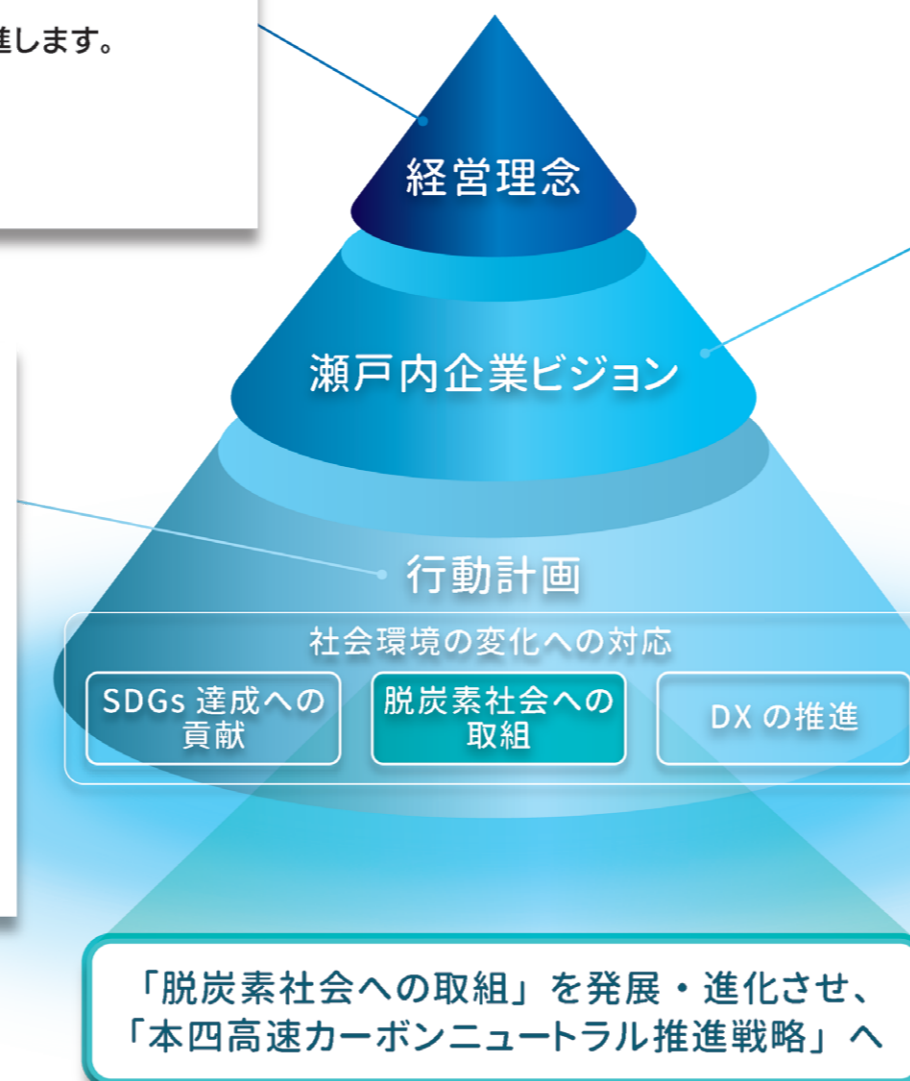 進します。
経営理念
瀬戸内企業ビジョン
行動計画
社会環境の変化への対応
SDGs 達成への
貢献
脱炭素社会への
取組
DX の推進
「脱炭素社会への取組」を発展・進化させ、
「本四高速カーボンニュートラル推進戦略」へ